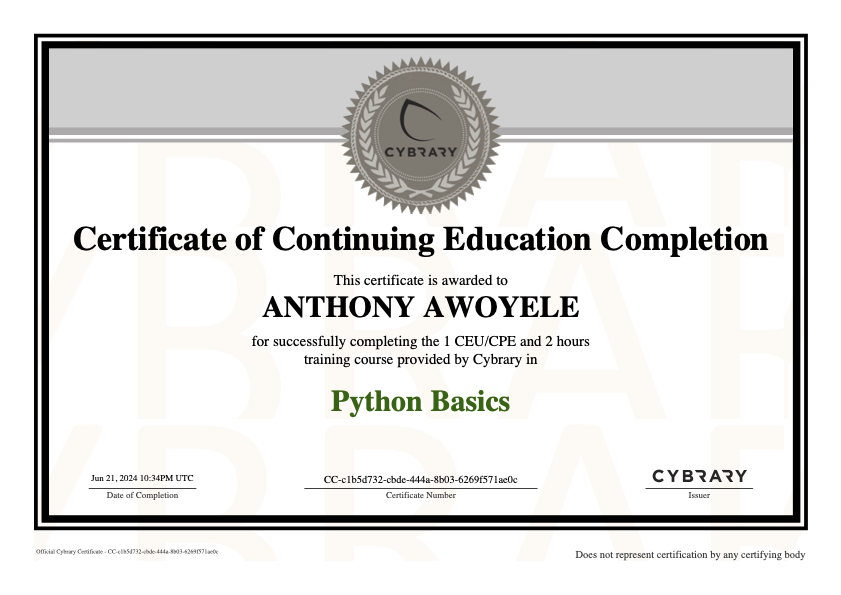 CYBRARY
Certificate of Continuing Education Completion
This certificate is awarded to
ANTHONY AWOYELE
for successfully completing the 1 CEU/CPE and 2 hours
training course provided by Cybrary in
Python Basics
Jun 21, 2024 10:34PM UTC
Date of Completion
CC-c1b5d732-cbde-444a-8b03-6269f571ae0c
Certificate Number
CYBRARY
Issuer
Official Cybrary Certificate - CC-c1b5d732-cbde-444a-8b03-6269f571ae0c
Does not represent certification by any certifying body